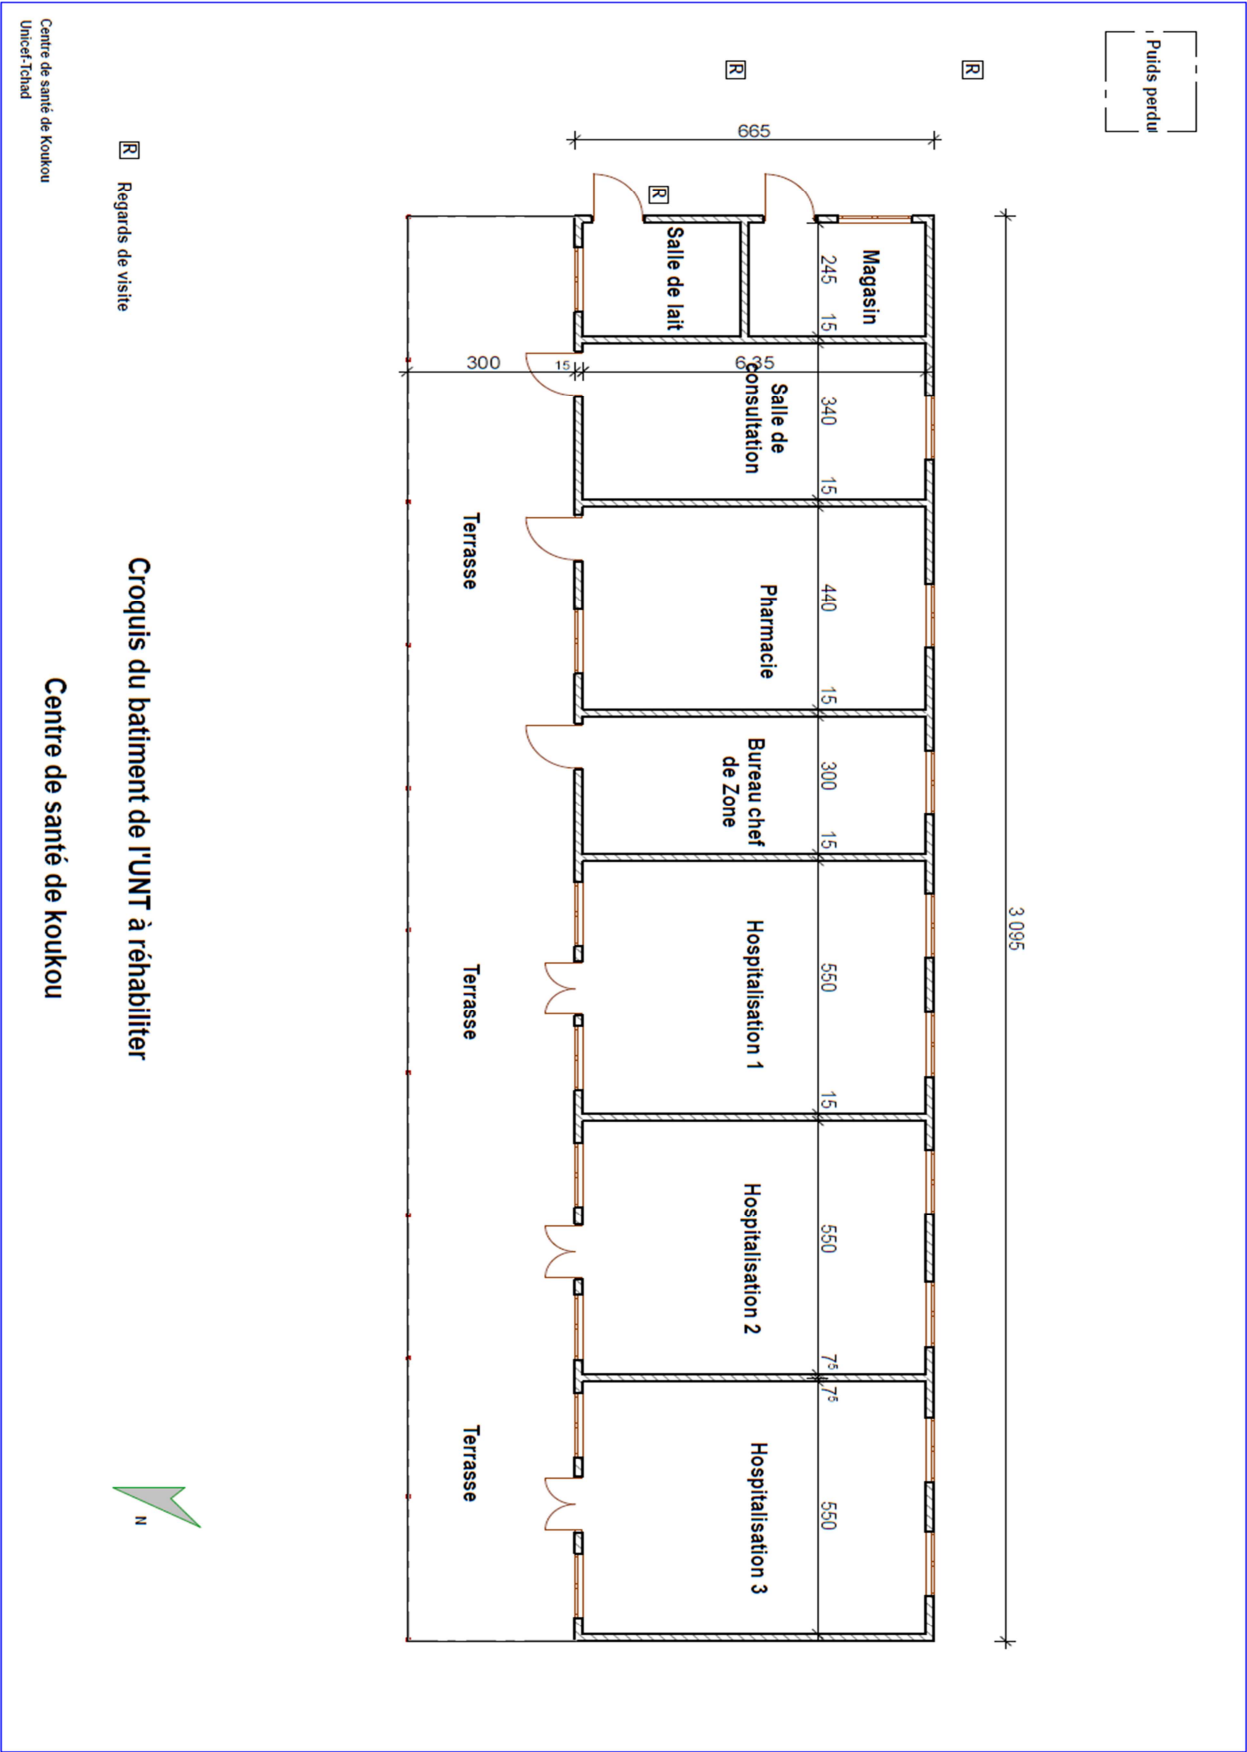 Puids perdu
R
R
3 095
665
R
Magasin
Salle de lait
245
15
Salle de
consultation
340
15
Pharmacie
440
15
Bureau chef
de Zone
300
15
Hospitalisation 1
550
15
Hospitalisation 2
550
7⁵
7⁵
Hospitalisation 3
550
635
15
300
Terrasse
Terrasse
Terrasse
R Regards de visite
Croquis du batiment de l'UNT à réhabiliter
Centre de santé de koukou
N
Centre de santé de Koukou
Unicef-Tchad